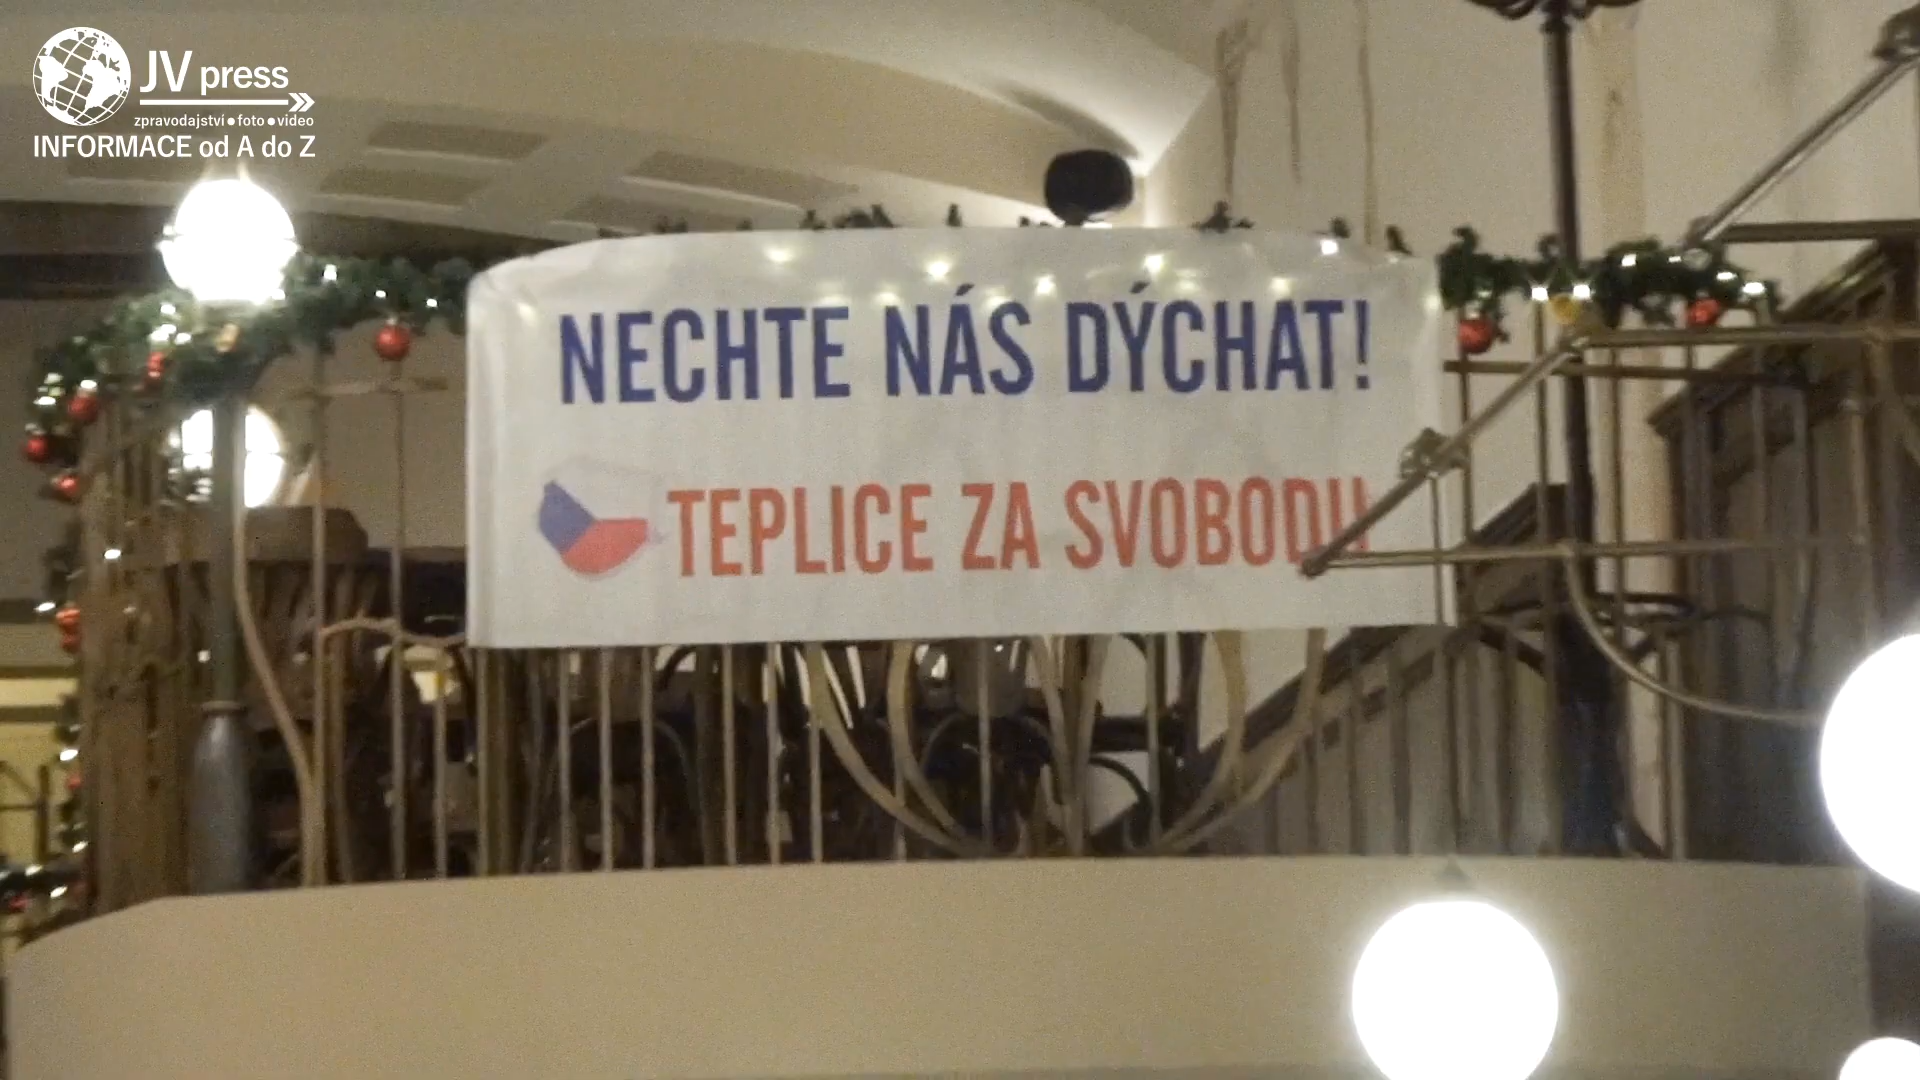 JV press
zpravodajství • foto • video
INFORMACE od A do Z
NECHTE NÁS DÝCHAT!
TEPLICE ZA SVOBODU!